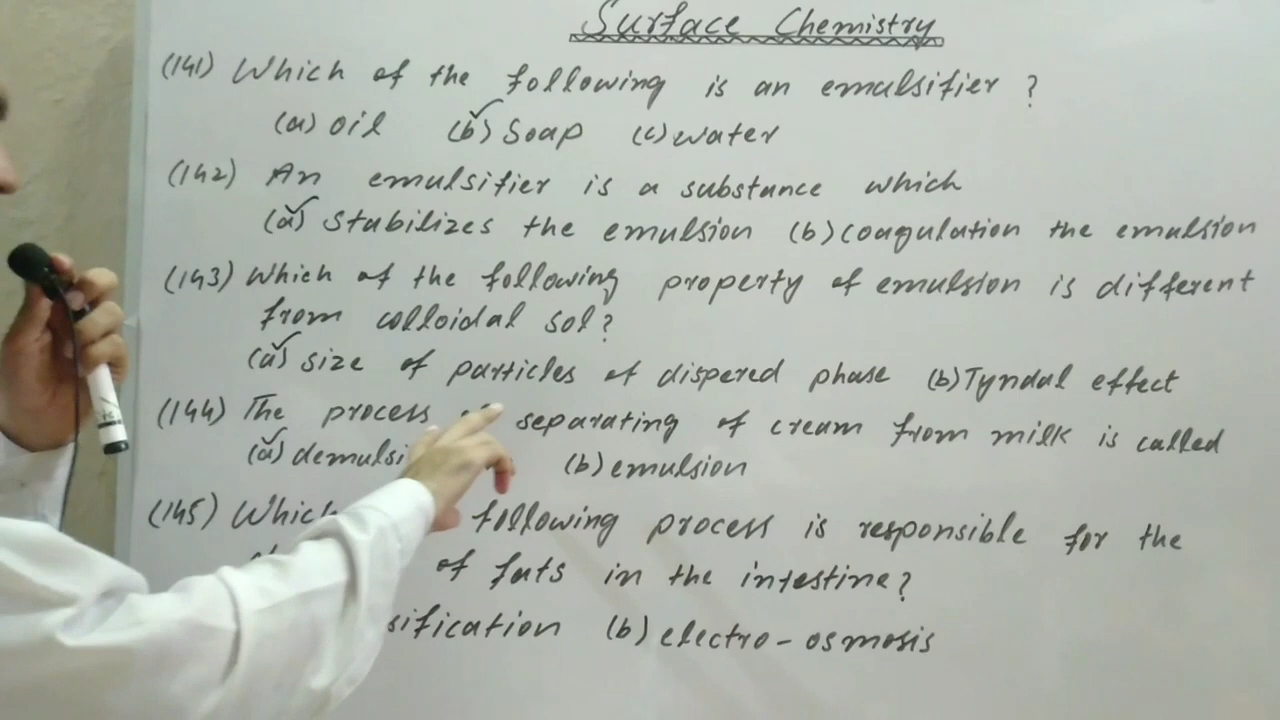 Surface Chemistry
(141) Which of the following is an emulsifier ?
(a) oil (b) Soap (c) water
(142) An emulsifier is a substance which
(a) stabilizes the emulsion (b) coagulation the emulsion
(143) Which of the following property of emulsion is different
from colloidal sol?
(a) size of particles of dispered phase (b) Tyndal effect
(144) The process separating of cream from milk is called
(a) demulsi (b) emulsion
(145) Which following process is responsible for the
of fats in the intestine?
sification (b) electro-osmosis